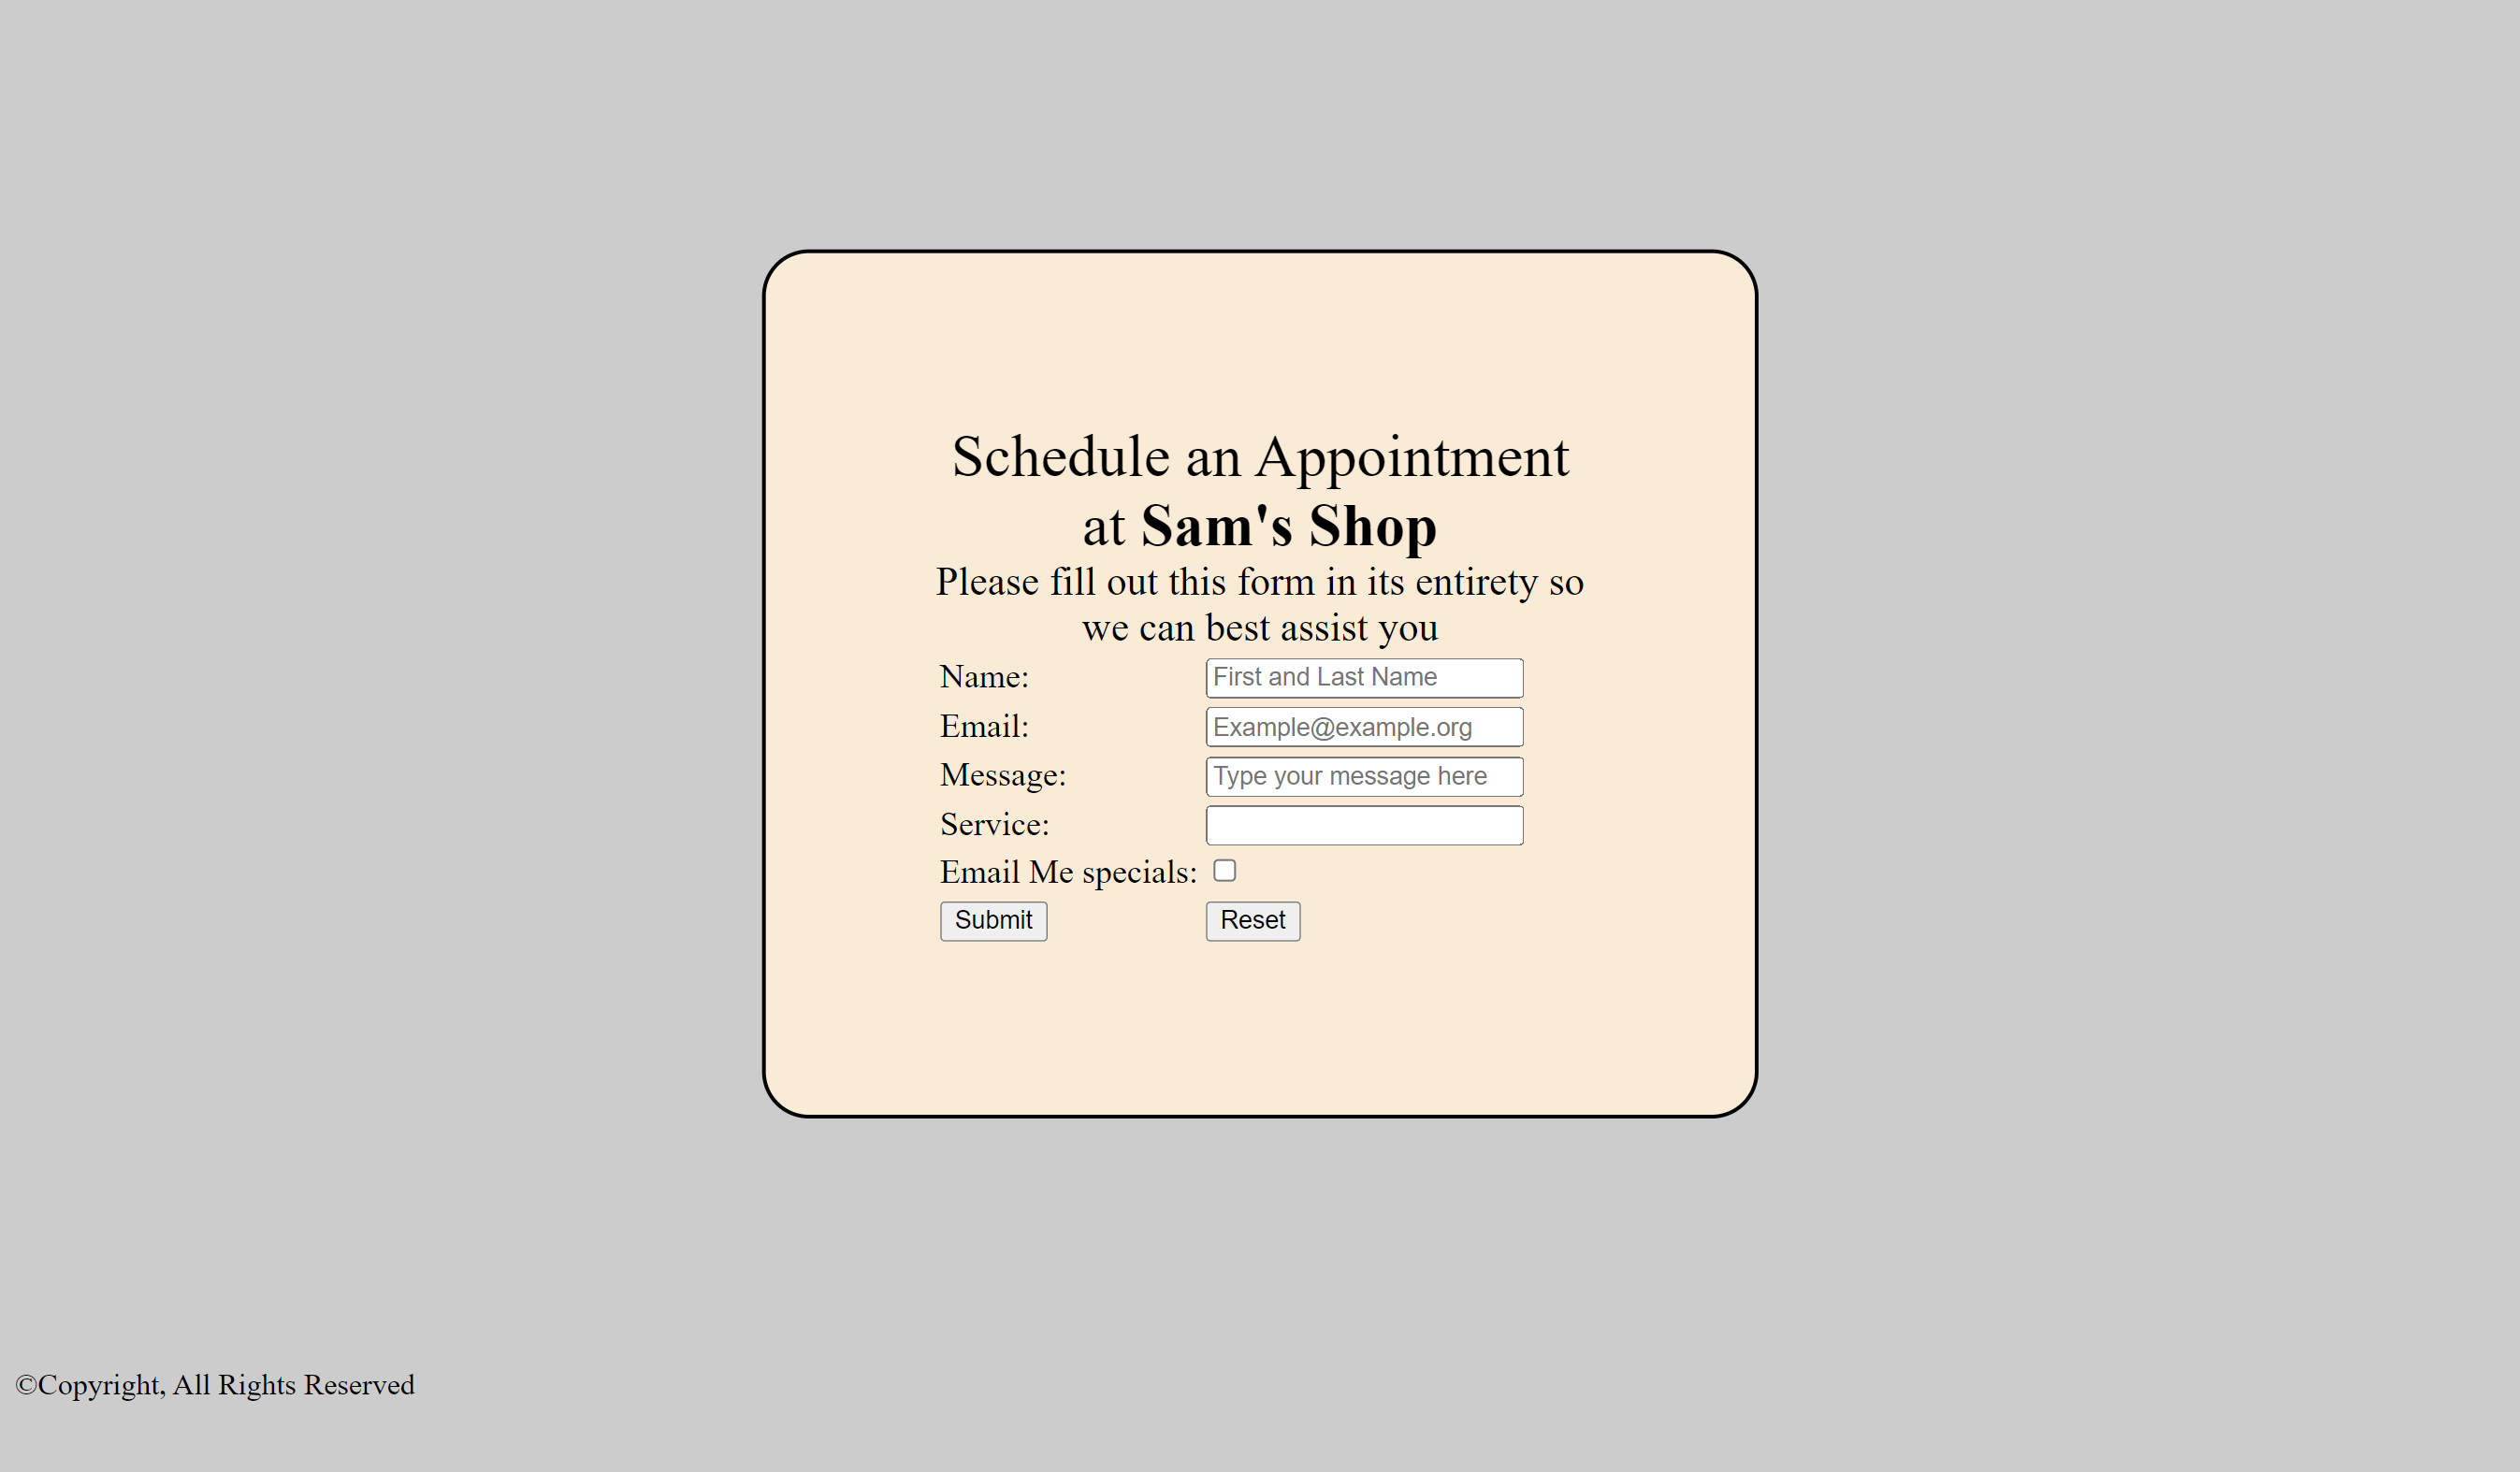 Schedule an Appointment
at Sam's Shop
Please fill out this form in its entirety so
we can best assist you
Name: First and Last Name
Email: Example@example.org
Message: Type your message here
Service:
Email Me specials:
Submit Reset
©Copyright, All Rights Reserved